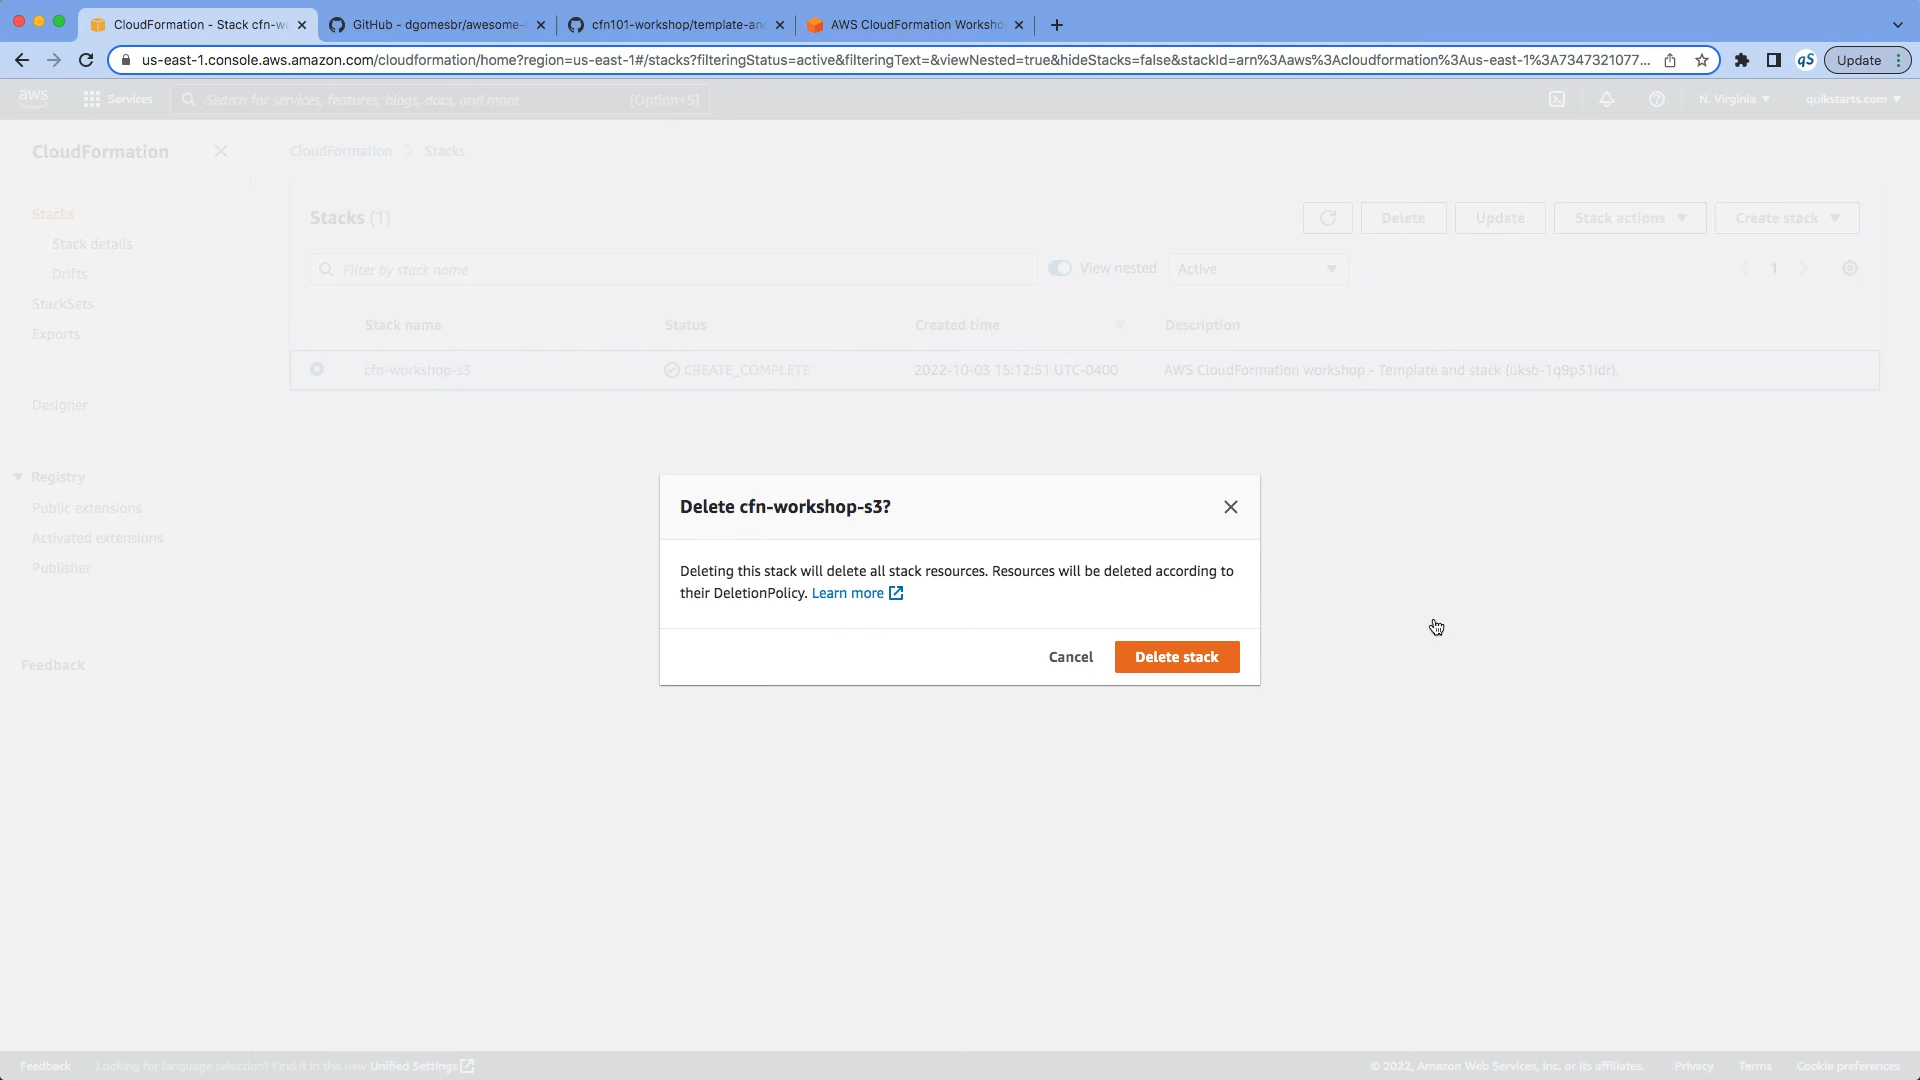 CloudFormation - Stack cfn-wo
GitHub - dgomesbr/awesome-
cfn101-workshop/template-and
AWS CloudFormation Worksho
us-east-1.console.aws.amazon.com/cloudformation/home?region=us-east-1#/stacks?filteringStatus=active&filteringText=&viewNested=true&hideStacks=false&stackId=arn%3Aaws%3Acloudformation%3Aus-east-1%3A7347321077...
qS
Update
aws
Services
Search for services, features, blogs, docs, and more
[Option+S]
N. Virginia
quikstarts.com
CloudFormation
CloudFormation
Stacks
Stacks
Stack details
Drifts
StackSets
Exports
Designer
Registry
Public extensions
Activated extensions
Publisher
Feedback
Stacks (1)
Delete
Update
Stack actions
Create stack
Filter by stack name
View nested
Active
1
Stack name
Status
Created time
Description
cfn-workshop-s3
CREATE_COMPLETE
2022-10-03 15:12:51 UTC-0400
AWS CloudFormation workshop - Template and stack (uksb-1q9p31idr).
Delete cfn-workshop-s3?
Deleting this stack will delete all stack resources. Resources will be deleted according to
their DeletionPolicy. Learn more
Cancel
Delete stack
Feedback
Looking for language selection? Find it in the new Unified Settings
© 2022, Amazon Web Services, Inc. or its affiliates.
Privacy
Terms
Cookie preferences